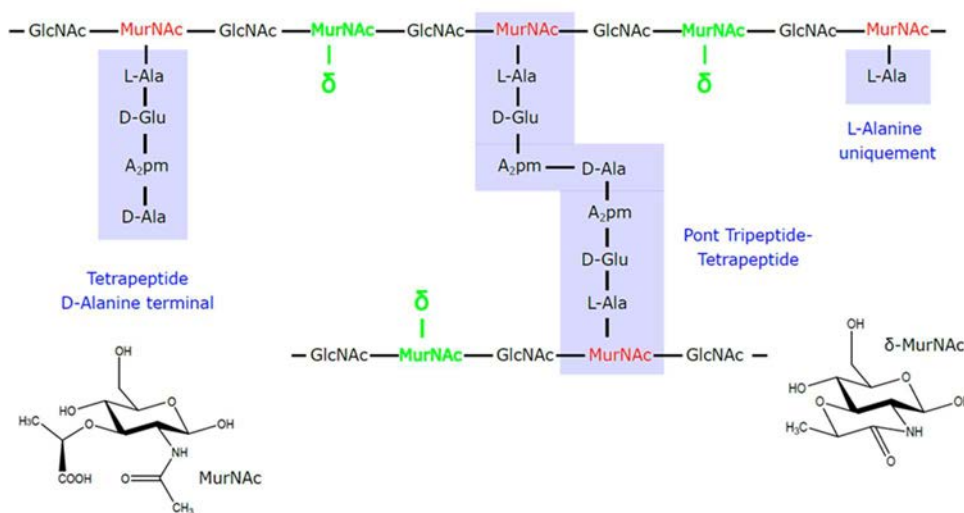 GlcNAc MurNAc GlcNAc MurNAc GlcNAc MurNAc GlcNAc MurNAc GlcNAc MurNAc
δ δ
L-Ala L-Ala L-Ala
D-Glu D-Glu
A₂pm A₂pm D-Ala
D-Ala A₂pm
D-Glu
L-Ala
L-Alanine
uniquement
Pont Tripeptide-
Tetrapeptide
Tetrapeptide
D-Alanine terminal
δ
GlcNAc MurNAc GlcNAc MurNAc GlcNAc
OH
HO
O
O
OH
H₃C
NH
COOH
O
CH₃
MurNAc
δ-MurNAc
OH
HO
O
O
OH
H₃C
NH
O